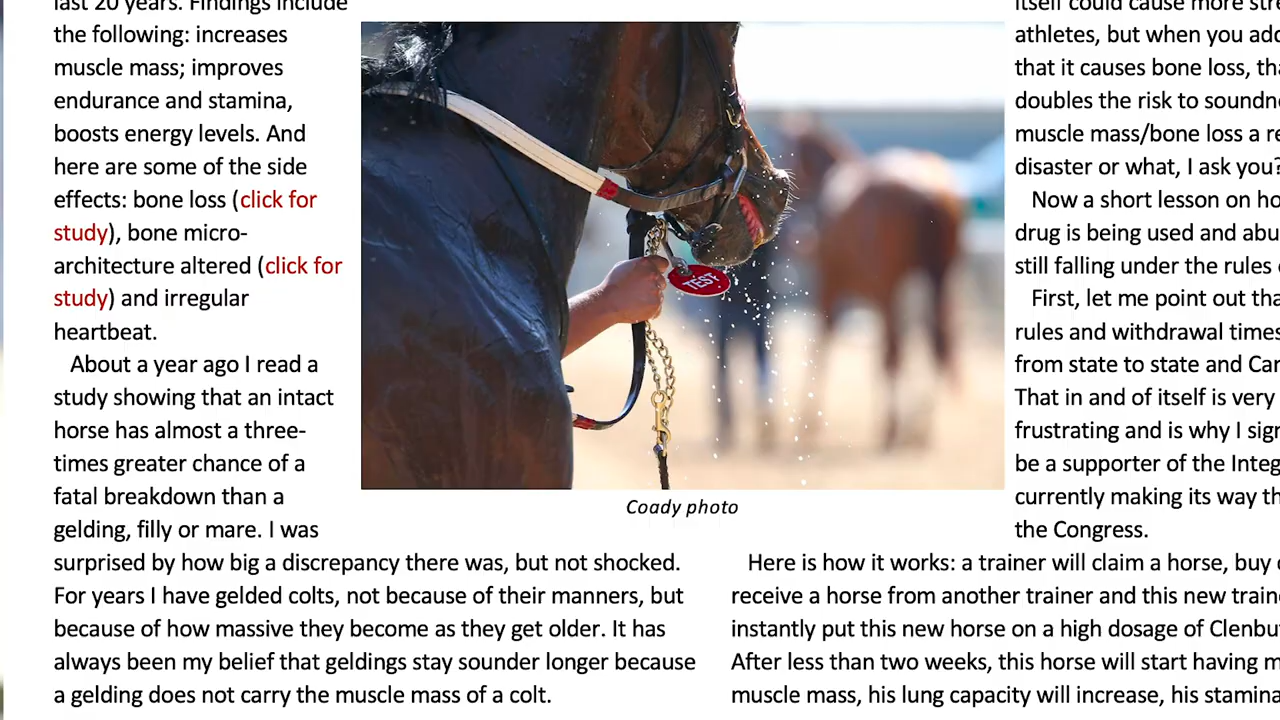 last 20 years. Findings include
the following: increases
muscle mass; improves
endurance and stamina,
boosts energy levels. And
here are some of the side
effects: bone loss (click for
study), bone micro-
architecture altered (click for
study) and irregular
heartbeat.
About a year ago I read a
study showing that an intact
horse has almost a three-
times greater chance of a
fatal breakdown than a
gelding, filly or mare. I was
surprised by how big a discrepancy there was, but not shocked.
For years I have gelded colts, not because of their manners, but
because of how massive they become as they get older. It has
always been my belief that geldings stay sounder longer because
a gelding does not carry the muscle mass of a colt.
TEST
Coady photo
itself could cause more
athletes, but when you
that it causes bone loss,
doubles the risk to
muscle mass/bone loss a
disaster or what, I ask you?
Now a short lesson on
drug is being used and
still falling under the rules
First, let me point out
rules and withdrawal times
from state to state and
That in and of itself is very
frustrating and is why I
be a supporter of the
currently making its way
the Congress.
Here is how it works: a trainer will claim a horse, buy
receive a horse from another trainer and this new
instantly put this new horse on a high dosage of
After less than two weeks, this horse will start having
muscle mass, his lung capacity will increase, his